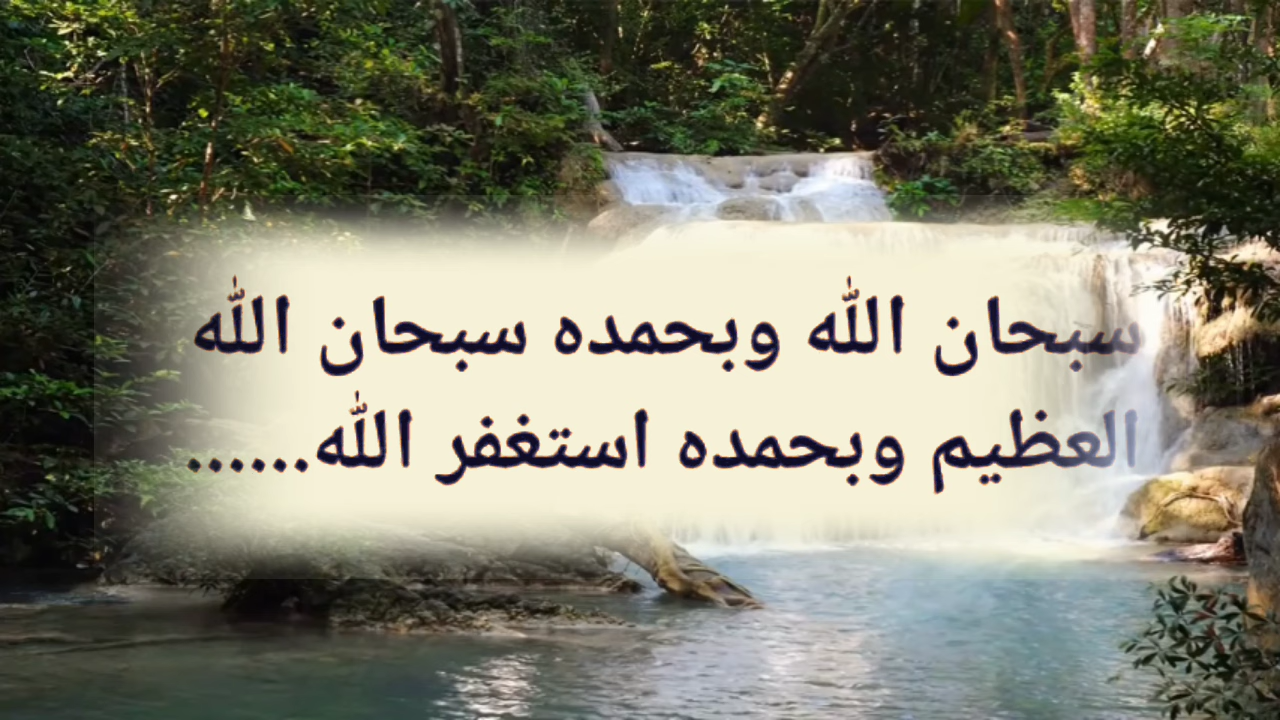 سبحان الله وبحمده سبحان الله
العظيم وبحمده استغفر الله......